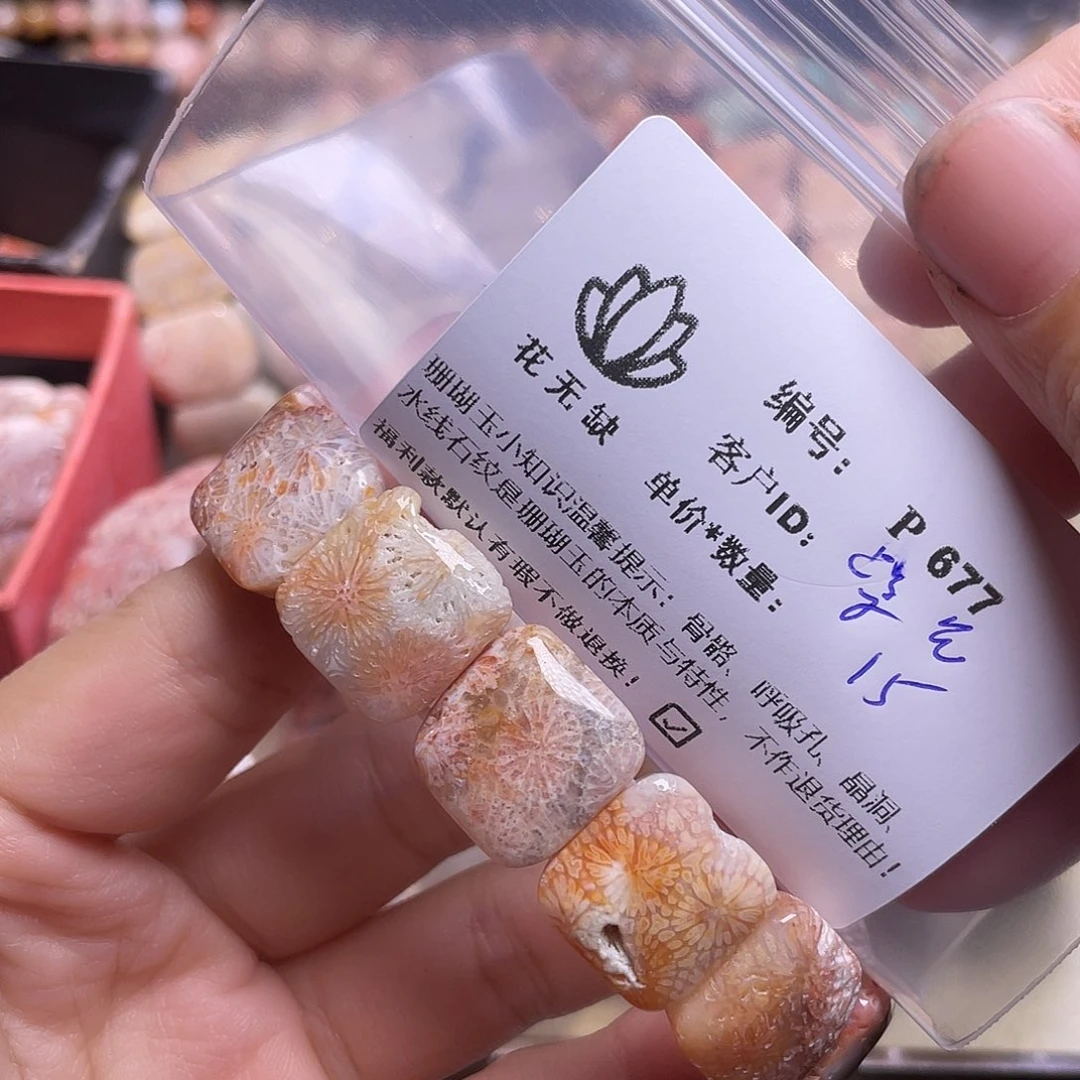 花无缺
编号: P 677
客户ID:
单价*数量: 15
珊瑚玉小知识温馨提示: 骨骼、呼吸孔、晶洞、
水线石纹是珊瑚玉的本质与特性, 不作退货理由!
福利款默认有瑕不做退换!